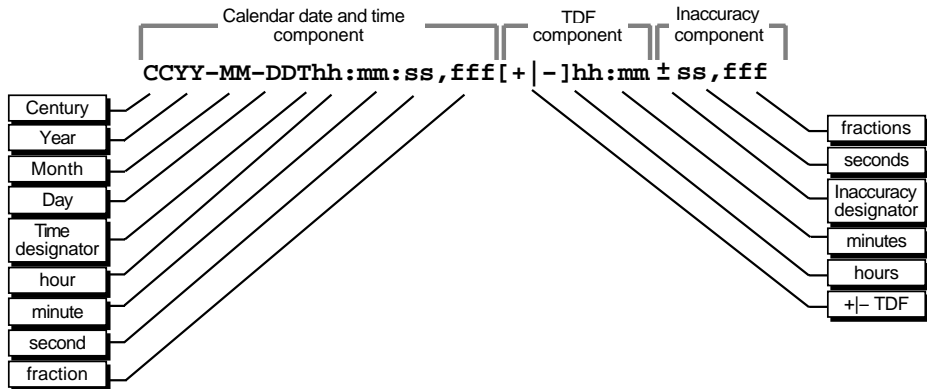 Calendar date and time
component
TDF
component
Inaccuracy
component
CCYY-MM-DDThh:mm:ss,fff[+|-]hh:mm±ss,fff
Century
Year
Month
Day
Time
designator
hour
minute
second
fraction
fractions
seconds
Inaccuracy
designator
minutes
hours
+|– TDF